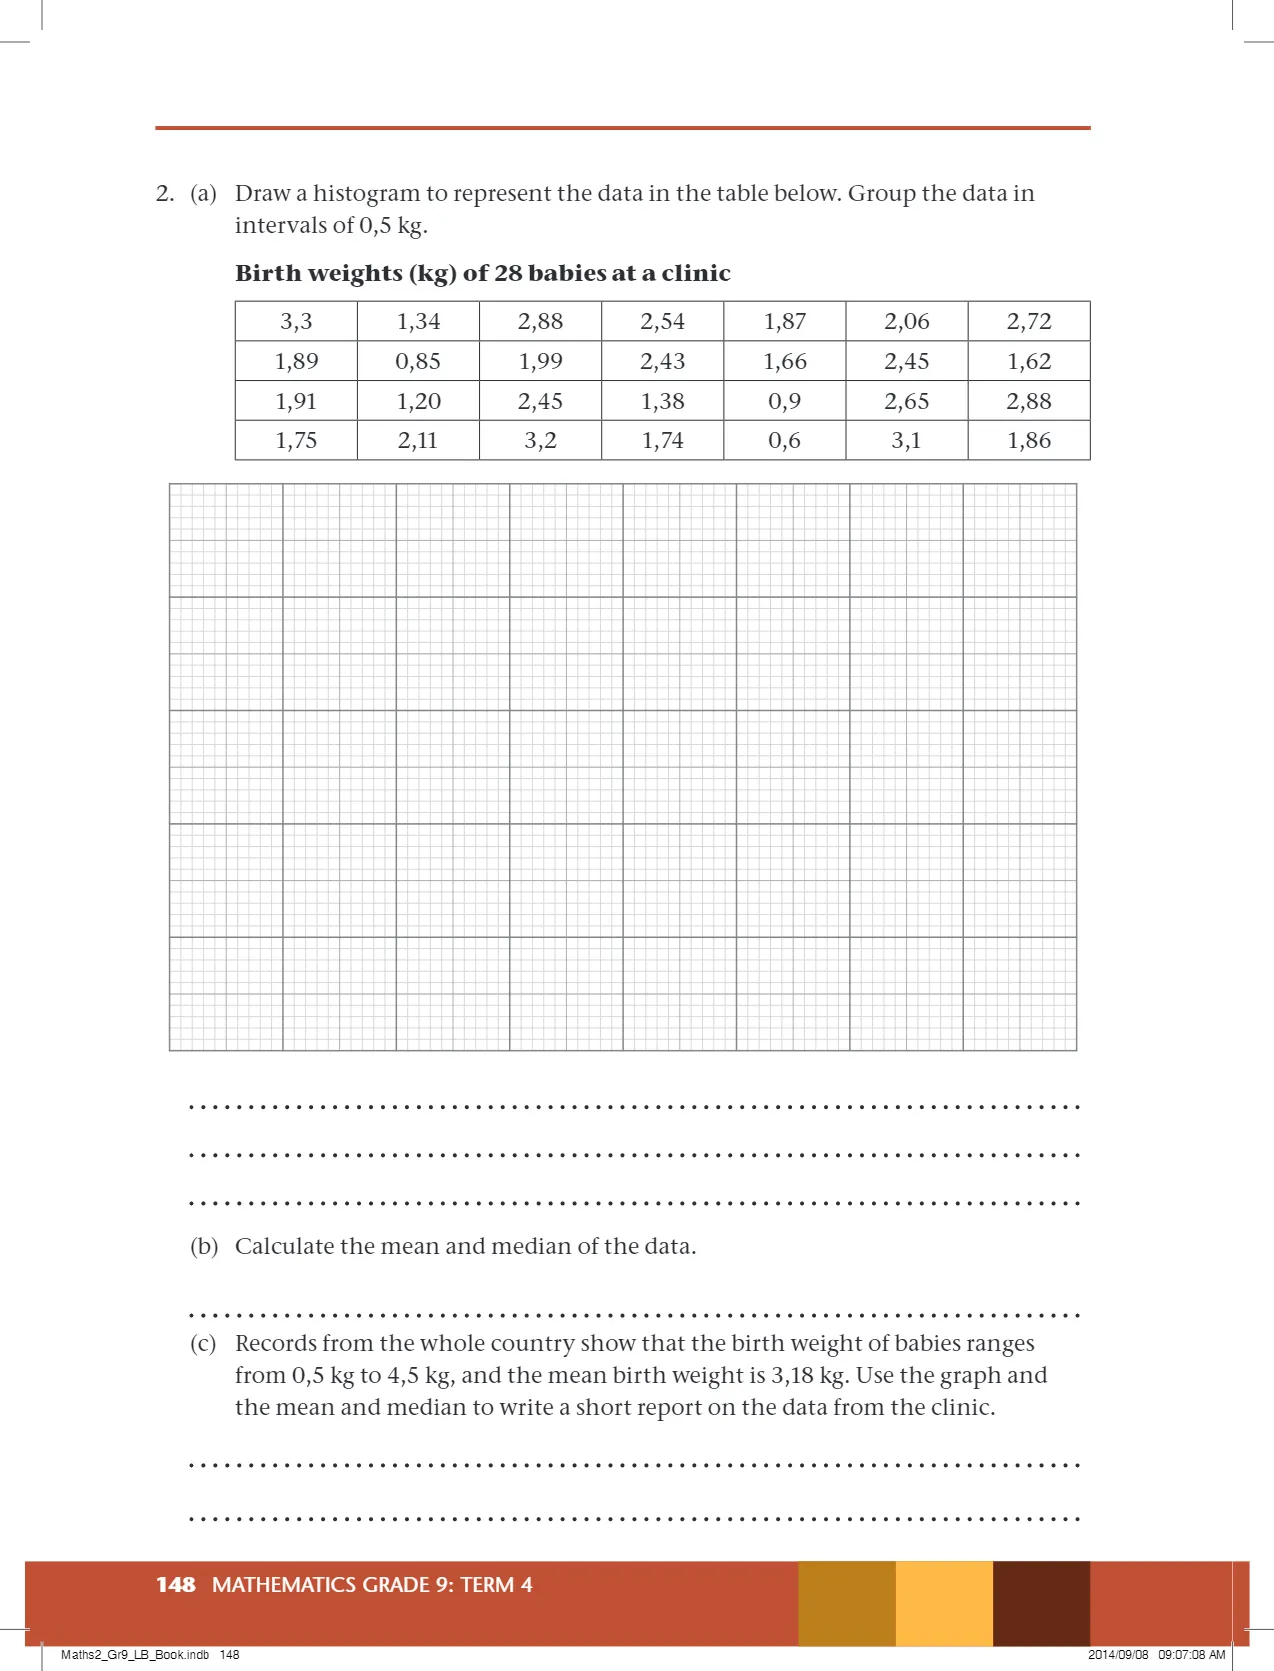 2. (a) Draw a histogram to represent the data in the table below. Group the data in
intervals of 0,5 kg.
Birth weights (kg) of 28 babies at a clinic
3,3 1,34 2,88 2,54 1,87 2,06 2,72
1,89 0,85 1,99 2,43 1,66 2,45 1,62
1,91 1,20 2,45 1,38 0,9 2,65 2,88
1,75 2,11 3,2 1,74 0,6 3,1 1,86
(b) Calculate the mean and median of the data.
(c) Records from the whole country show that the birth weight of babies ranges
from 0,5 kg to 4,5 kg, and the mean birth weight is 3,18 kg. Use the graph and
the mean and median to write a short report on the data from the clinic.
148 MATHEMATICS GRADE 9: TERM 4
Maths2_Gr9_LB_Book.indb 148 2014/09/08 09:07:08 AM